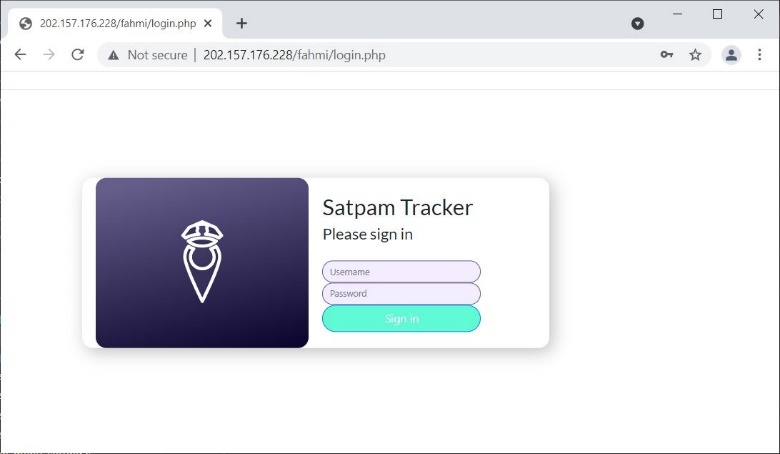 202.157.176.228/fahmi/login.php
Not secure | 202.157.176.228/fahmi/login.php
Satpam Tracker
Please sign in
Username
Password
Sign in